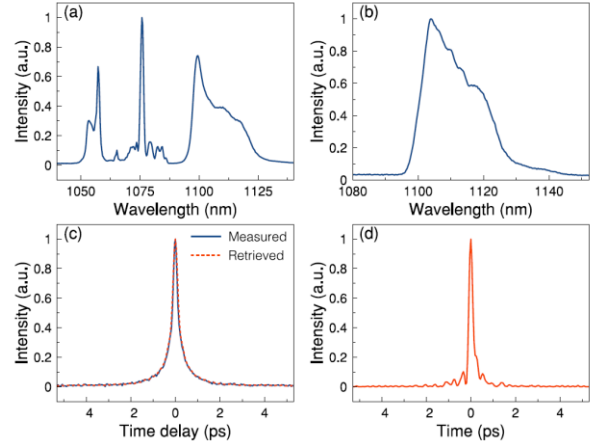 (a)
Intensity (a.u.)
1
0.8
0.6
0.4
0.2
0
1050 1075 1100 1125
Wavelength (nm)
(b)
Intensity (a.u.)
1
0.8
0.6
0.4
0.2
0
1080 1100 1120 1140
Wavelength (nm)
(c)
Measured
Retrieved
Intensity (a.u.)
1
0.8
0.6
0.4
0.2
0
4 2 0 2 4
Time delay (ps)
(d)
Intensity (a.u.)
1
0.8
0.6
0.4
0.2
0
4 2 0 2 4
Time (ps)